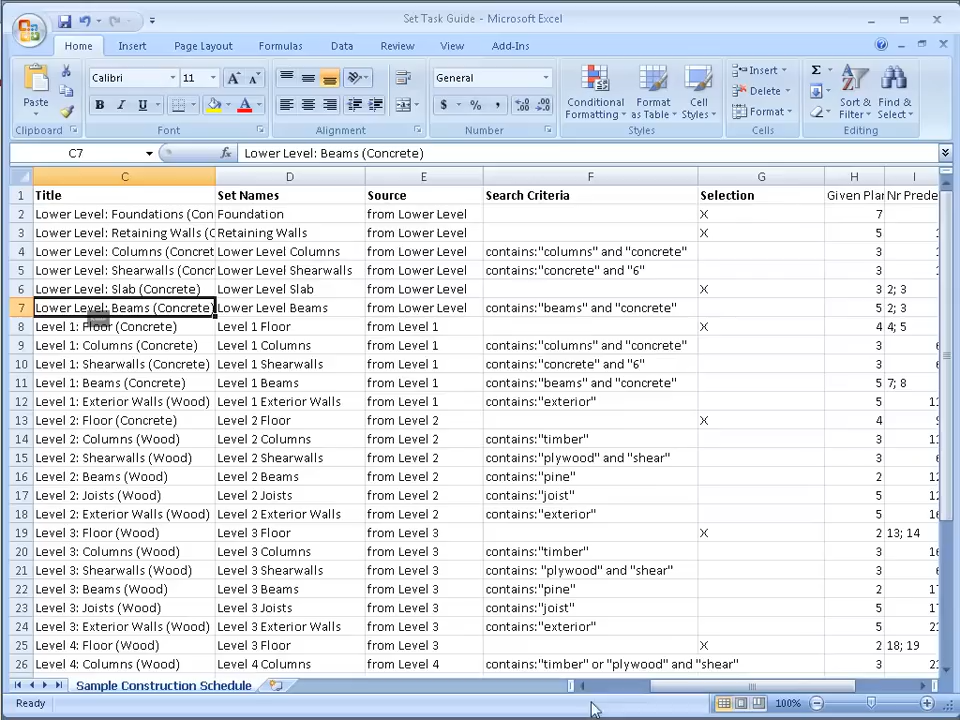 Set Task Guide - Microsoft Excel
Home Insert Page Layout Formulas Data Review View Add-Ins
Paste Calibri 11 General Conditional Formatting Format as Table Cell Styles Insert Delete Format Sort & Filter Find & Select
Clipboard Font Alignment Number Styles Cells Editing
C7 fx Lower Level: Beams (Concrete)
C D E F G H I
1 Title Set Names Source Search Criteria Selection Given Plar Nr Prede
2 Lower Level: Foundations (Con Foundation from Lower Level X 7
3 Lower Level: Retaining Walls (C Retaining Walls from Lower Level X 5
4 Lower Level: Columns (Concret Lower Level Columns from Lower Level contains:"columns" and "concrete" 3
5 Lower Level: Shearwalls (Concr Lower Level Shearwalls from Lower Level contains:"concrete" and "6" 3
6 Lower Level: Slab (Concrete) Lower Level Slab from Lower Level X 3 2; 3
7 Lower Level: Beams (Concrete) Lower Level Beams from Lower Level contains:"beams" and "concrete" 5 2; 3
8 Level 1: Floor (Concrete) Level 1 Floor from Level 1 X 4 4; 5
9 Level 1: Columns (Concrete) Level 1 Columns from Level 1 contains:"columns" and "concrete" 3
10 Level 1: Shearwalls (Concrete) Level 1 Shearwalls from Level 1 contains:"concrete" and "6" 3
11 Level 1: Beams (Concrete) Level 1 Beams from Level 1 contains:"beams" and "concrete" 5 7; 8
12 Level 1: Exterior Walls (Wood) Level 1 Exterior Walls from Level 1 contains:"exterior" 5
13 Level 2: Floor (Concrete) Level 2 Floor from Level 2 X 4
14 Level 2: Columns (Wood) Level 2 Columns from Level 2 contains:"timber" 3
15 Level 2: Shearwalls (Wood) Level 2 Shearwalls from Level 2 contains:"plywood" and "shear" 3
16 Level 2: Beams (Wood) Level 2 Beams from Level 2 contains:"pine" 2
17 Level 2: Joists (Wood) Level 2 Joists from Level 2 contains:"joist" 5
18 Level 2: Exterior Walls (Wood) Level 2 Exterior Walls from Level 2 contains:"exterior" 5
19 Level 3: Floor (Wood) Level 3 Floor from Level 3 X 2 13; 14
20 Level 3: Columns (Wood) Level 3 Columns from Level 3 contains:"timber" 3
21 Level 3: Shearwalls (Wood) Level 3 Shearwalls from Level 3 contains: "plywood" and "shear" 3
22 Level 3: Beams (Wood) Level 3 Beams from Level 3 contains:"pine" 2
23 Level 3: Joists (Wood) Level 3 Joists from Level 3 contains:"joist" 5
24 Level 3: Exterior Walls (Wood) Level 3 Exterior Walls from Level 3 contains:"exterior" 5
25 Level 4: Floor (Wood) Level 3 Floor from Level 3 X 2 18; 19
26 Level 4: Columns (Wood) Level 4 Columns from Level 4 contains:"timber" or "plywood" and "shear" 3
Sample Construction Schedule
Ready 100%